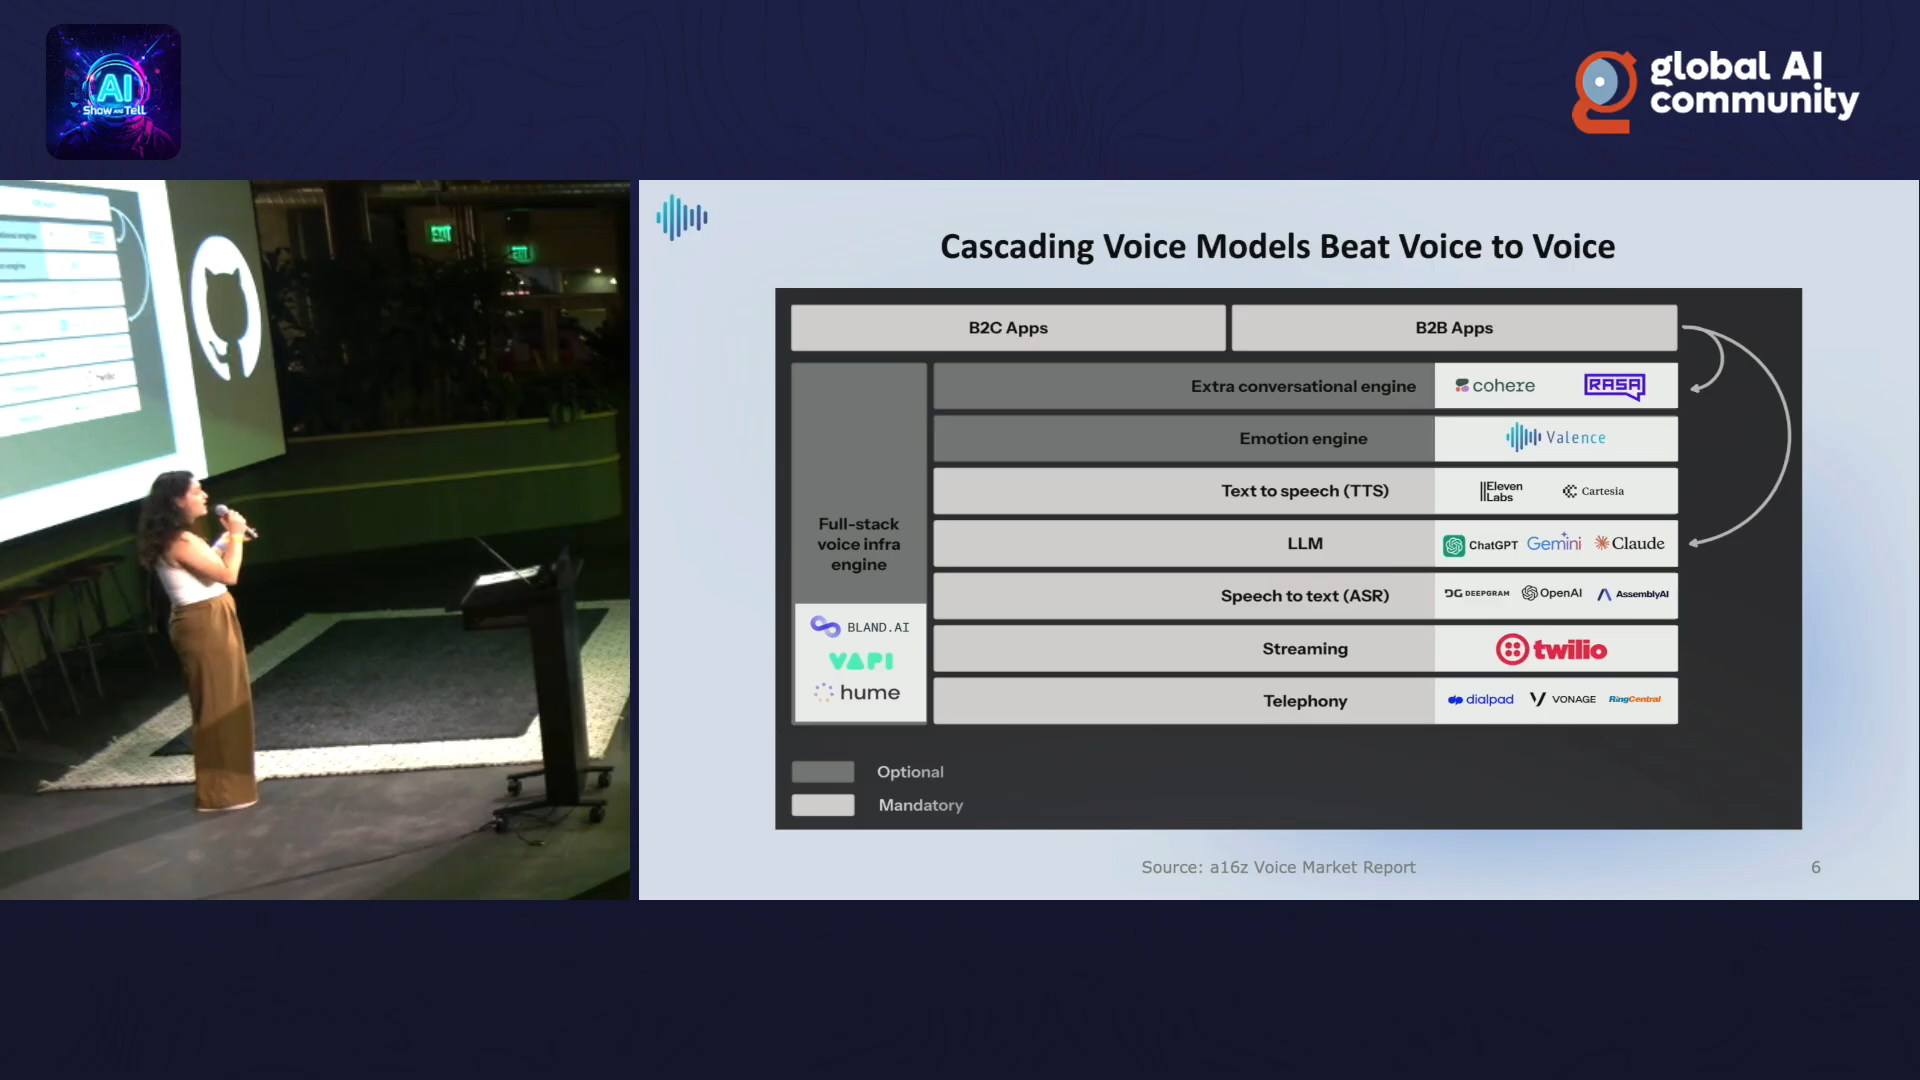 AI
Show AND Tell
global AI
community
EXIT
EXIT
Cascading Voice Models Beat Voice to Voice
B2C Apps
B2B Apps
Extra conversational engine
cohere
RASA
Emotion engine
Valence
Text to speech (TTS)
ElevenLabs
Cartesia
Full-stack
voice infra
engine
LLM
ChatGPT
Gemini
Claude
Speech to text (ASR)
DEEPGRAM
OpenAI
AssemblyAI
BLAND.AI
VAPI
hume
Streaming
twilio
Telephony
dialpad
VONAGE
RingCentral
Optional
Mandatory
Source: a16z Voice Market Report
6